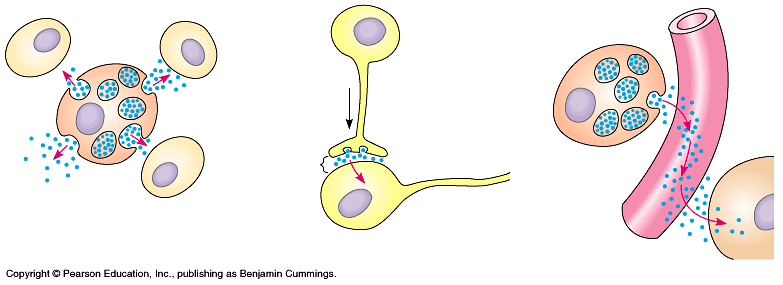 Copyright © Pearson Education, Inc., publishing as Benjamin Cummings.